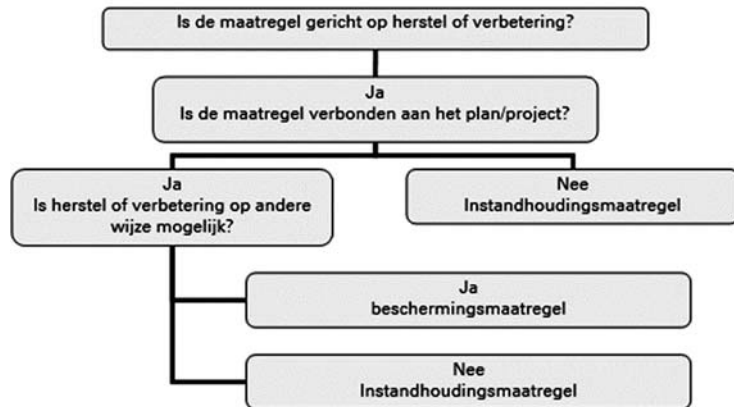 Is de maatregel gericht op herstel of verbetering?
Ja
Is de maatregel verbonden aan het plan/project?
Ja
Is herstel of verbetering op andere
wijze mogelijk?
Nee
Instandhoudingsmaatregel
Ja
beschermingsmaatregel
Nee
Instandhoudingsmaatregel